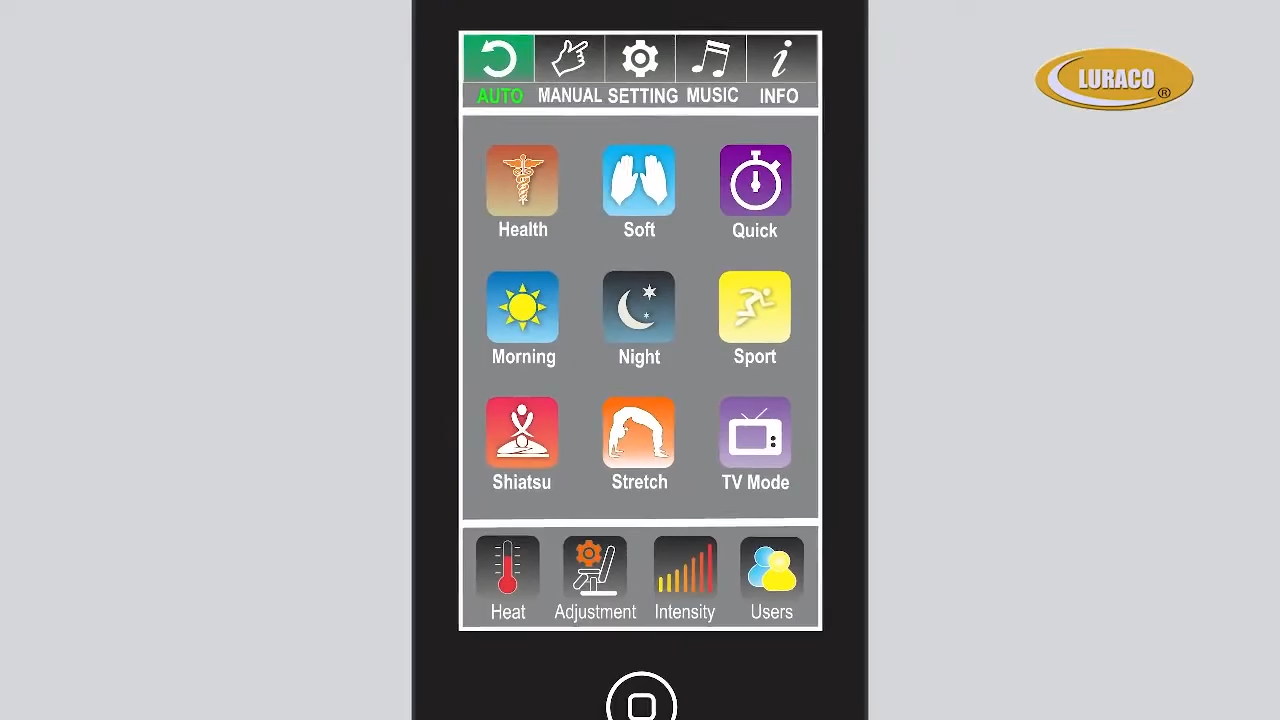 LURACO®
AUTO MANUAL SETTING MUSIC INFO
Health Soft Quick
Morning Night Sport
Shiatsu Stretch TV Mode
Heat Adjustment Intensity Users